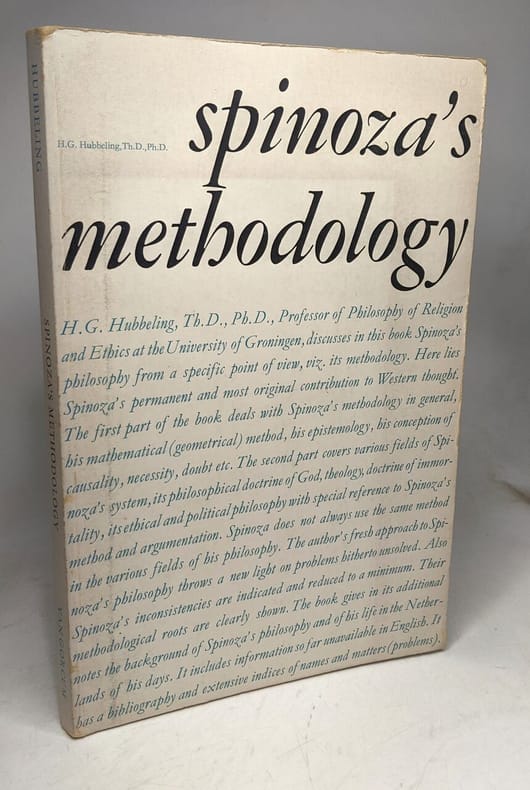 spinoza's
H.G. Hubbeling, Th.D., Ph.D.
methodology
H.G. Hubbeling, Th.D., Ph.D., Professor of Philosophy of Religion
and Ethics at the University of Groningen, discusses in this book Spinoza's
philosophy from a specific point of view, viz. its methodology. Here lies
Spinoza's permanent and most original contribution to Western thought.
The first part of the book deals with Spinoza's methodology in general,
his mathematical (geometrical) method, his epistemology, his conception of
causality, necessity, doubt etc. The second part covers various fields of Spi-
noza's system, its philosophical doctrine of God, theology, doctrine of immor-
tality, its ethical and political philosophy with special reference to Spinoza's
method and argumentation. Spinoza does not always use the same method
in the various fields of his philosophy. The author's fresh approach to Spi-
noza's philosophy throws a new light on problems hitherto unsolved. Also
Spinoza's inconsistencies are indicated and reduced to a minimum. Their
methodological roots are clearly shown. The book gives in its additional
notes the background of Spinoza's philosophy and of his life in the Nether-
lands of his days. It includes information so far unavailable in English. It
has a bibliography and extensive indices of names and matters (problems).
HUBBELING
SPINOZA'S METHODOLOGY
VAN GORCUM